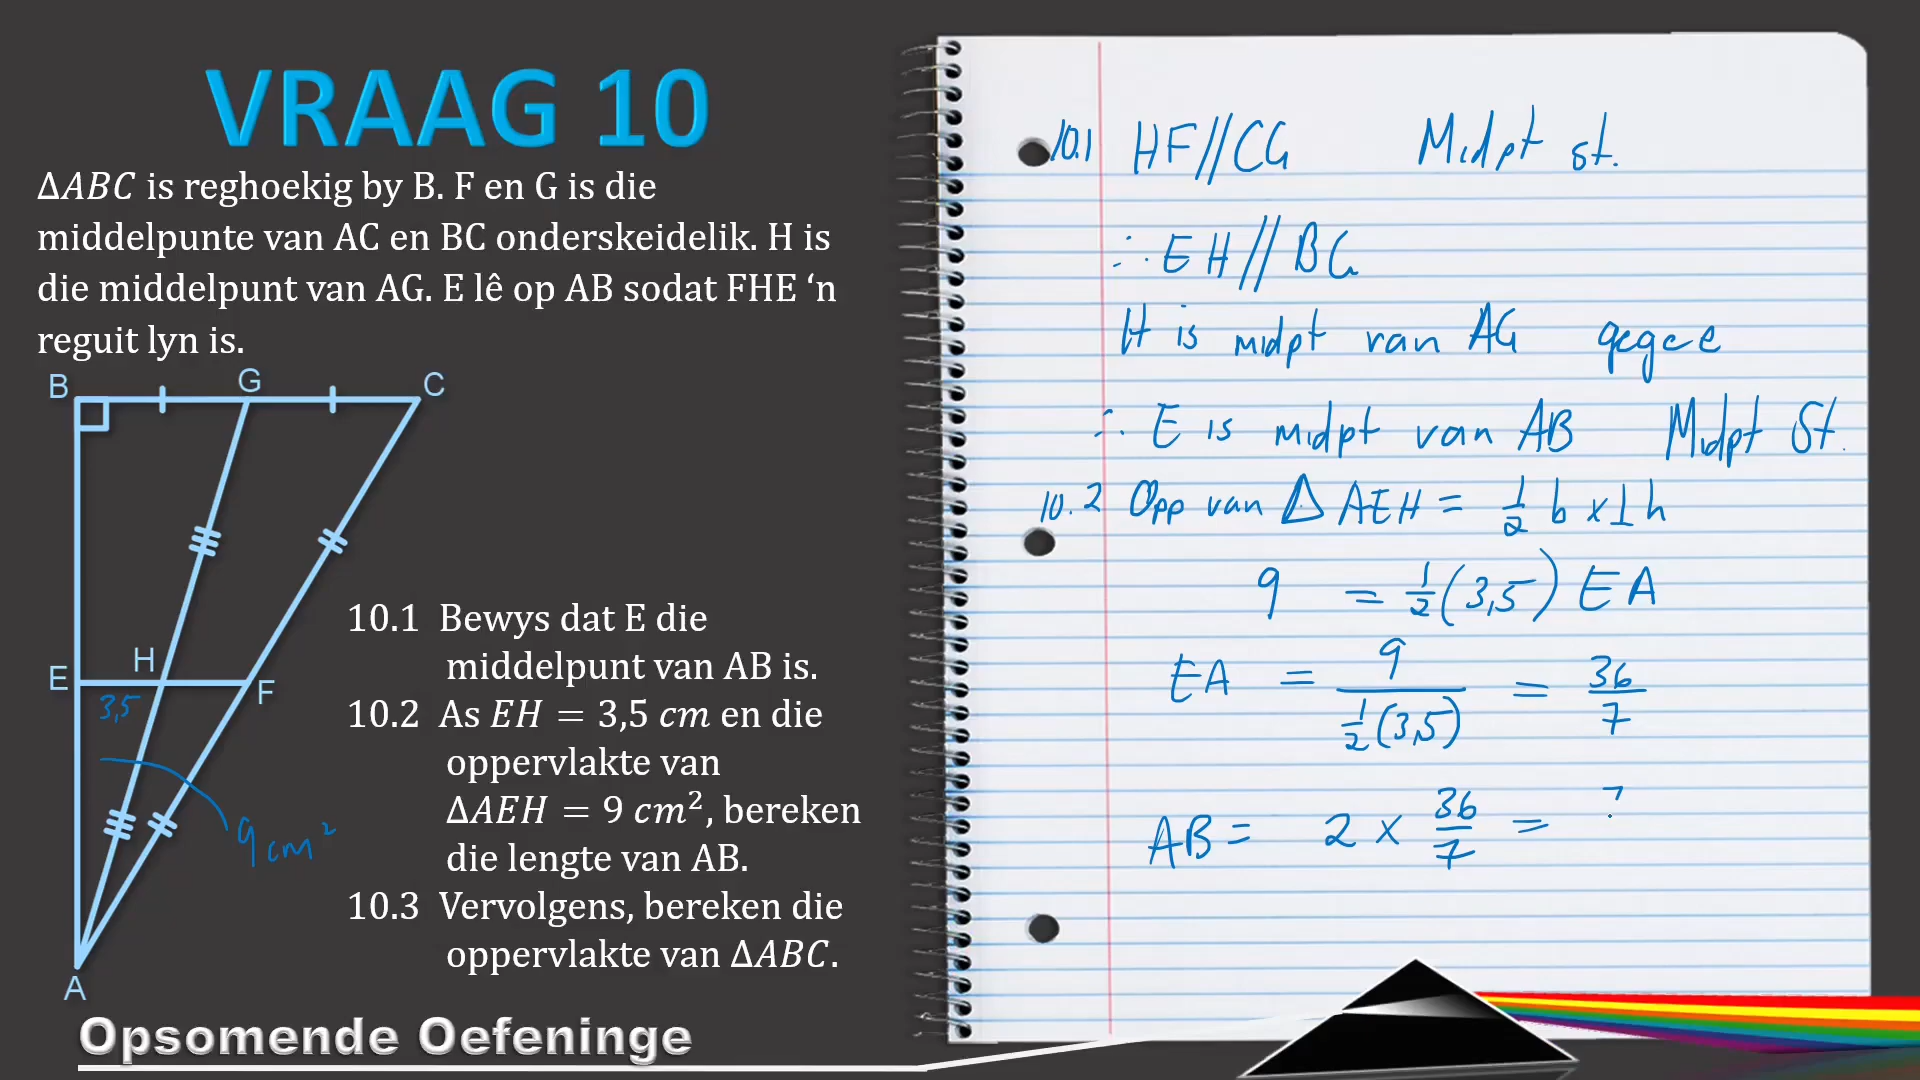 VRAAG 10
ΔABC is reghoekig by B. F en G is die
middelpunte van AC en BC onderskeidelik. H is
die middelpunt van AG. E lê op AB sodat FHE ‘n
reguit lyn is.
B G C
E H F
3,5
9 cm²
A
10.1 Bewys dat E die
middelpunt van AB is.
10.2 As EH = 3,5 cm en die
oppervlakte van
ΔAEH = 9 cm², bereken
die lengte van AB.
10.3 Vervolgens, bereken die
oppervlakte van ΔABC.
Opsomende Oefeninge
10.1 HF//CG Midpt st.
∴ EH//BG
H is midpt van AG gegee
∴ E is midpt van AB Midpt St.
10.2 Opp van Δ AEH = 1/2 b × ⊥ h
9 = 1/2 (3,5) EA
EA = 9 / (1/2 (3,5)) = 36/7
AB = 2 × 36/7 =